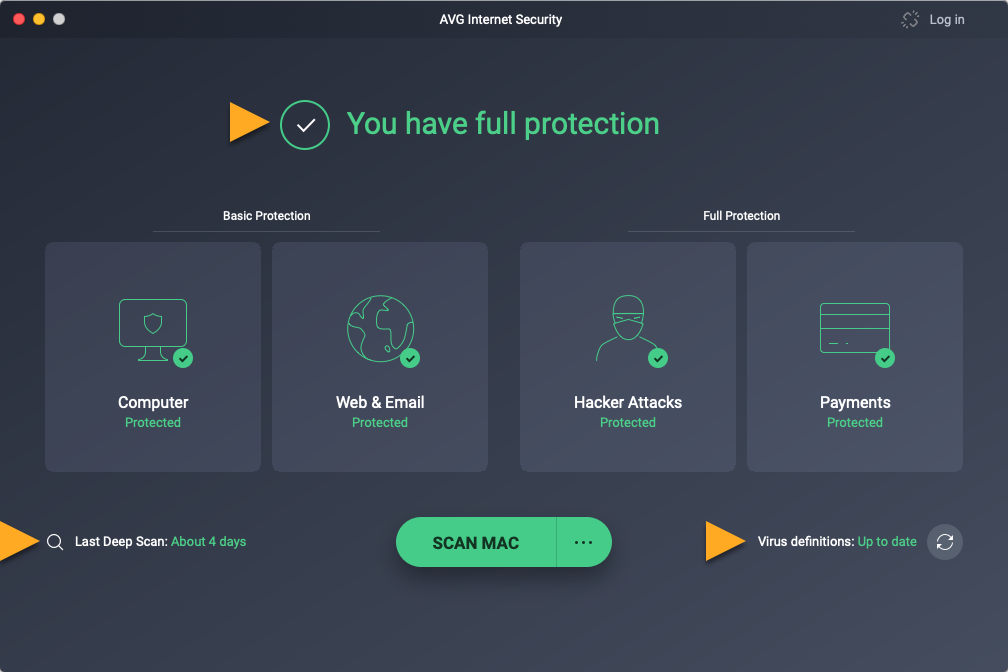 AVG Internet Security
Log in
You have full protection
Basic Protection
Full Protection
Computer
Protected
Web & Email
Protected
Hacker Attacks
Protected
Payments
Protected
Last Deep Scan: About 4 days
SCAN MAC
Virus definitions: Up to date